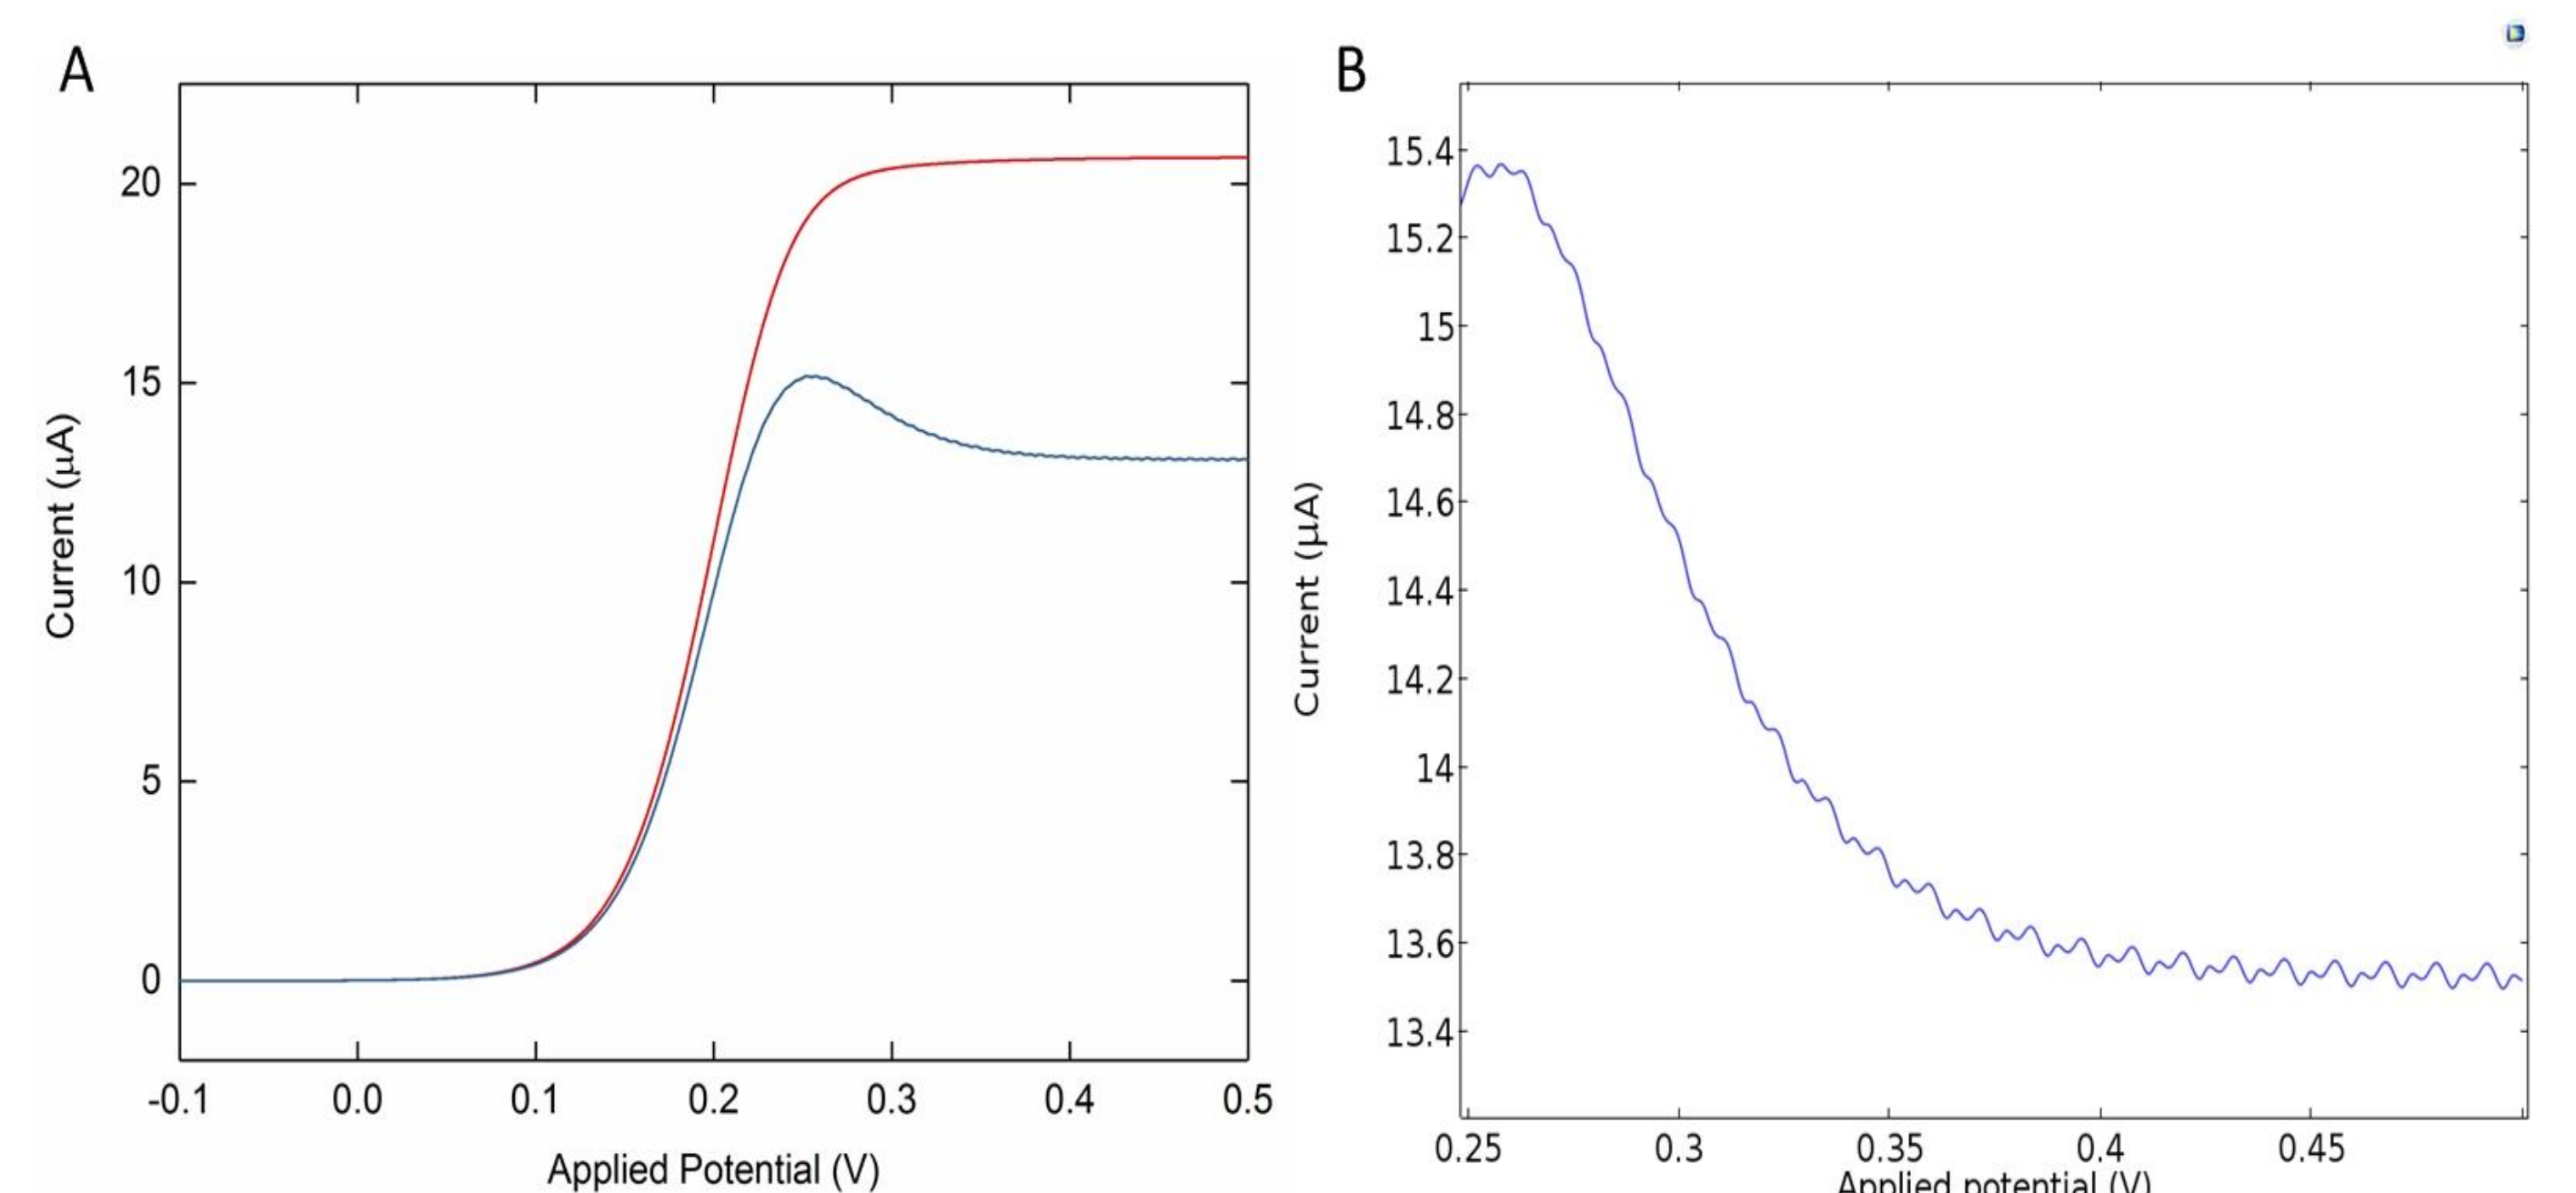 A
20
15
10
5
0
Current (µA)
-0.1 0.0 0.1 0.2 0.3 0.4 0.5
Applied Potential (V)
B
15.4
15.2
15
14.8
14.6
14.4
14.2
14
13.8
13.6
13.4
Current (µA)
0.25 0.3 0.35 0.4 0.45
Applied potential (V)